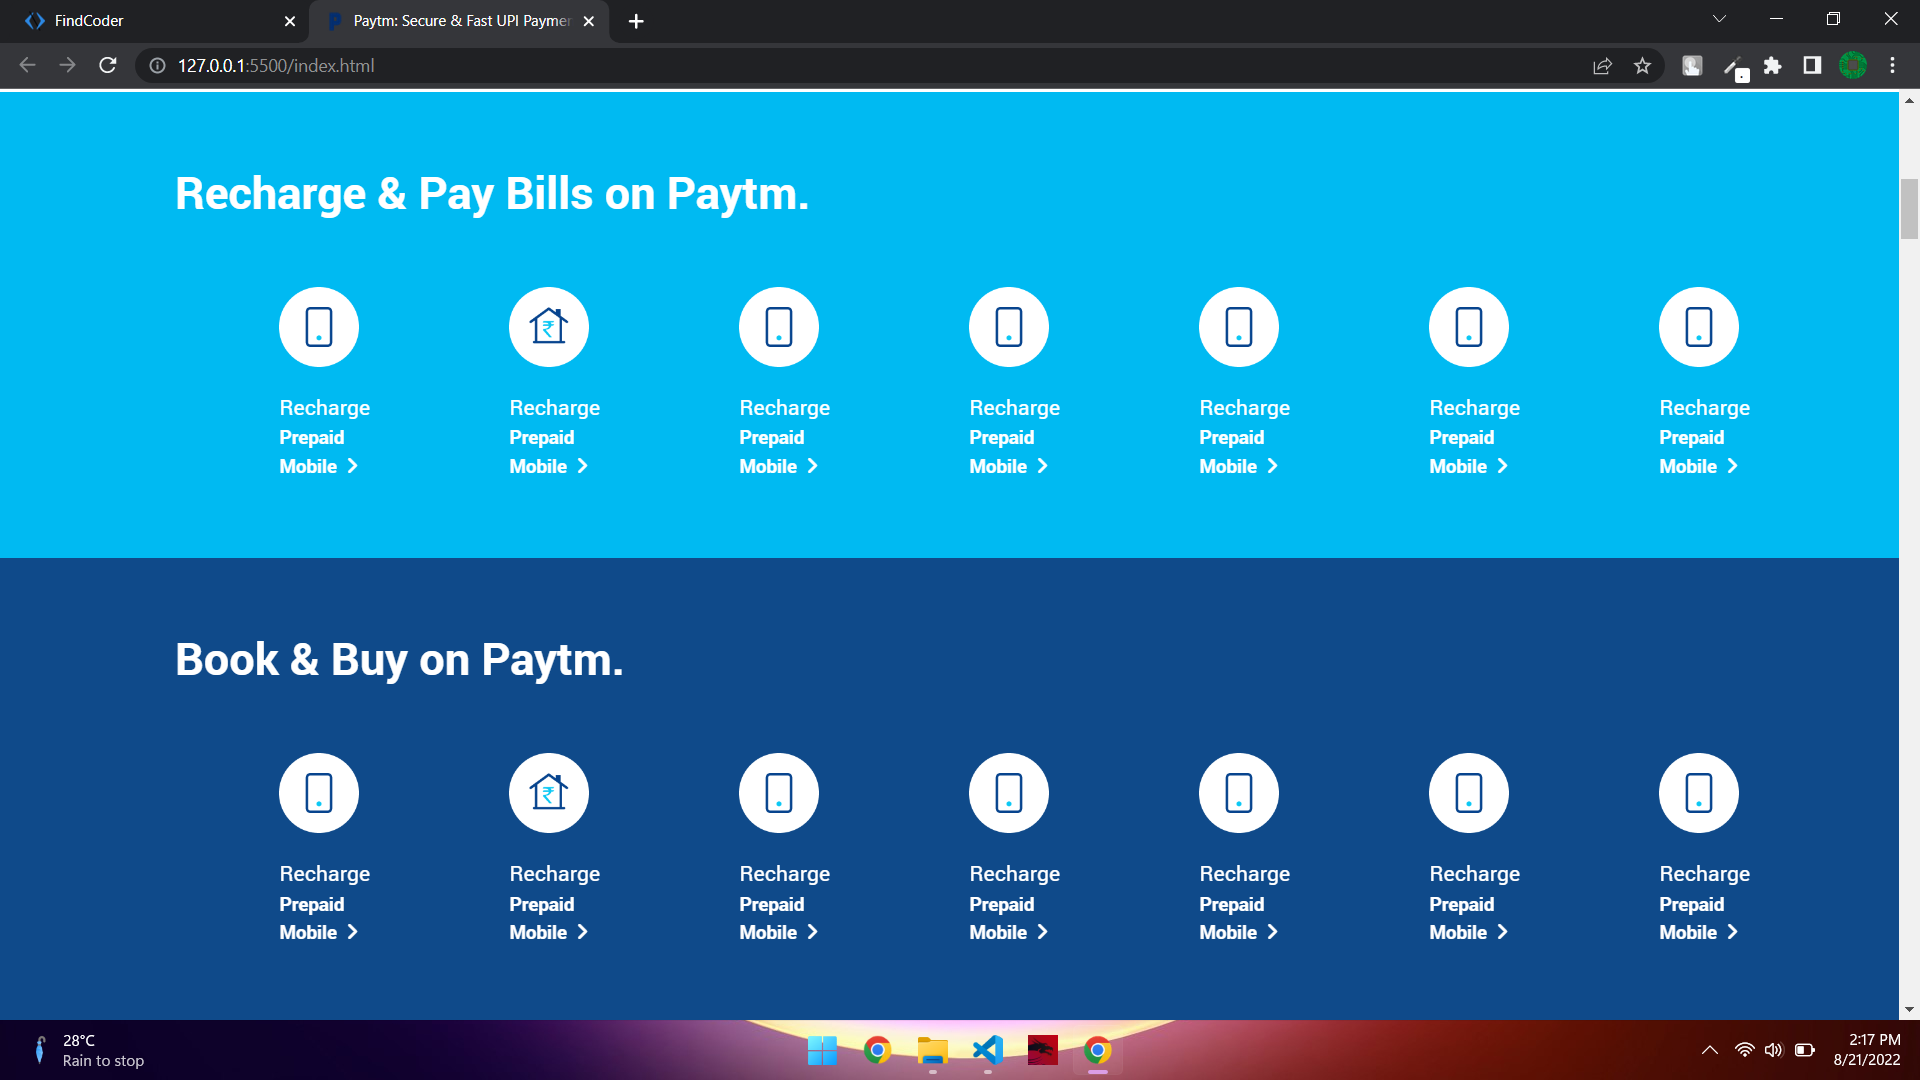 FindCoder
Paytm: Secure & Fast UPI Paymen
127.0.0.1:5500/index.html
Recharge & Pay Bills on Paytm.
Recharge Recharge Recharge Recharge Recharge Recharge Recharge
Prepaid Prepaid Prepaid Prepaid Prepaid Prepaid Prepaid
Mobile Mobile Mobile Mobile Mobile Mobile Mobile
Book & Buy on Paytm.
Recharge Recharge Recharge Recharge Recharge Recharge Recharge
Prepaid Prepaid Prepaid Prepaid Prepaid Prepaid Prepaid
Mobile Mobile Mobile Mobile Mobile Mobile Mobile
28°C
Rain to stop
2:17 PM
8/21/2022